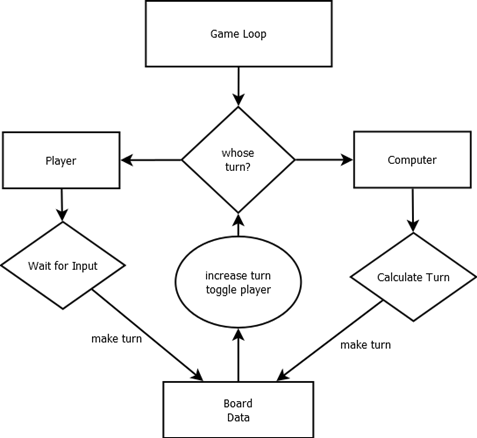 Game Loop
whose
turn?
Player
Computer
Wait for Input
increase turn
toggle player
Calculate Turn
make turn
make turn
Board
Data